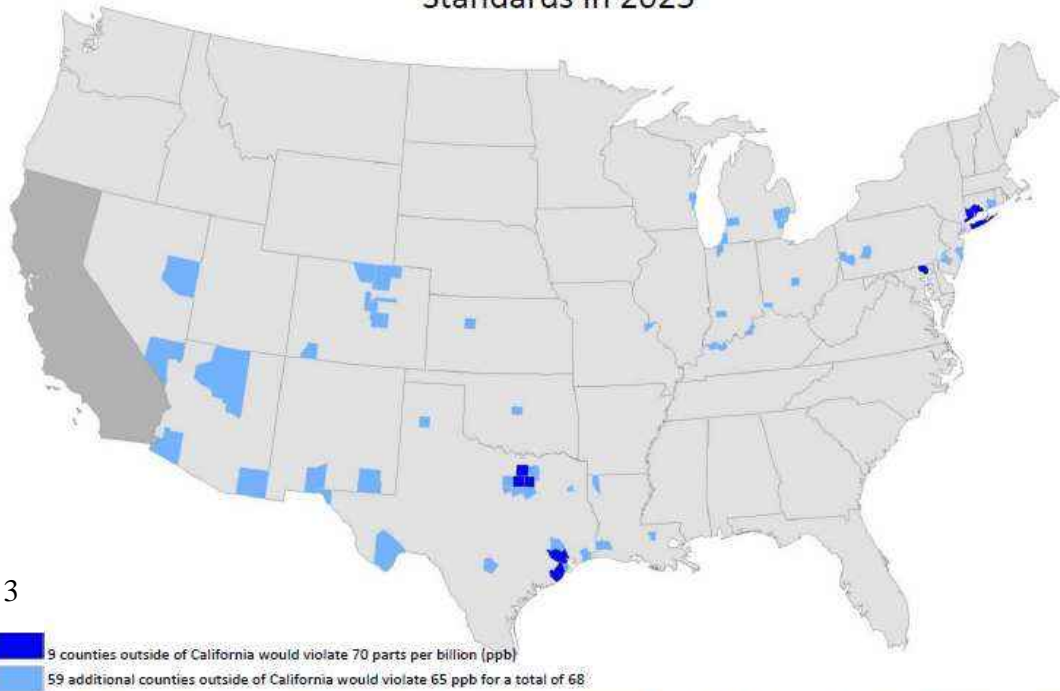 Standards in 2025
3
9 counties outside of California would violate 70 parts per billion (ppb)
59 additional counties outside of California would violate 65 ppb for a total of 68